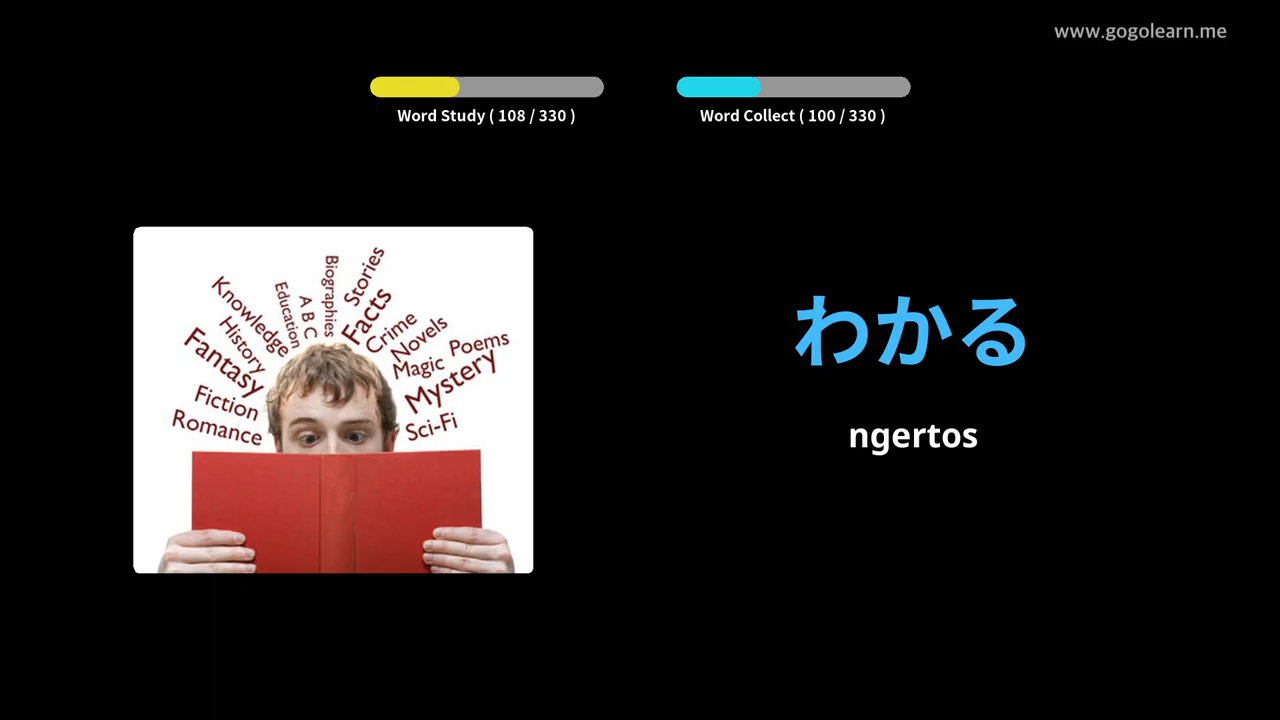 www.gogolearn.me
Word Study ( 108 / 330 )
Word Collect ( 100 / 330 )
Biographies
Stories
Education
A B C
Facts
Knowledge
Crime
History
Novels
Fantasy
Magic
Poems
Mystery
Fiction
Romance
Sci-Fi
わかる
ngertos